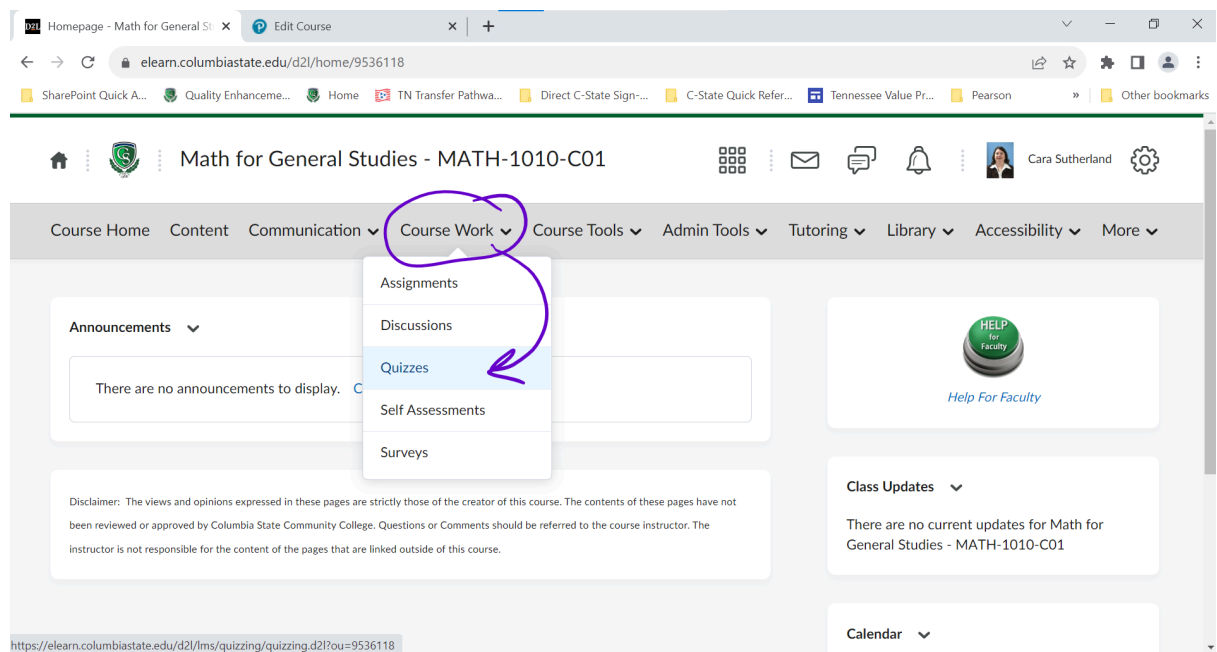 D2L Homepage - Math for General St
Edit Course
elearn.columbiastate.edu/d2l/home/9536118
SharePoint Quick A... Quality Enhanceme... Home TN Transfer Pathwa... Direct C-State Sign-... C-State Quick Refer... Tennessee Value Pr... Pearson » Other bookmarks
Math for General Studies - MATH-1010-C01
Cara Sutherland
Course Home Content Communication Course Work Course Tools Admin Tools Tutoring Library Accessibility More
Assignments
Discussions
Quizzes
Self Assessments
Surveys
Announcements
There are no announcements to display. C
Disclaimer: The views and opinions expressed in these pages are strictly those of the creator of this course. The contents of these pages have not
been reviewed or approved by Columbia State Community College. Questions or Comments should be referred to the course instructor. The
instructor is not responsible for the content of the pages that are linked outside of this course.
HELP
for
Faculty
Help For Faculty
Class Updates
There are no current updates for Math for
General Studies - MATH-1010-C01
Calendar
https://elearn.columbiastate.edu/d2l/lms/quizzing/quizzing.d2l?ou=9536118